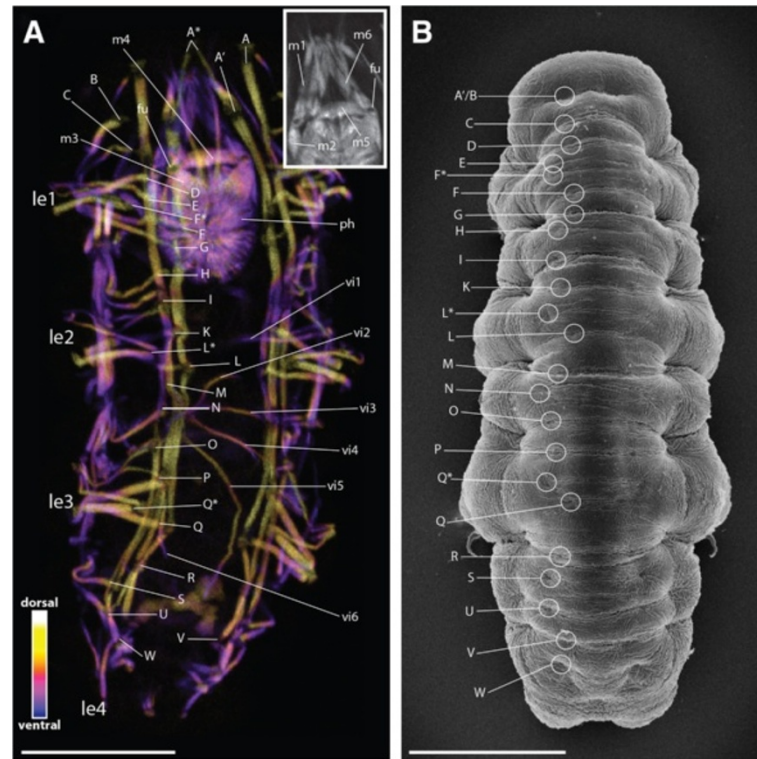 A
A*
A'
A
m4
B
C
fu
m3
D
E
F*
F
G
H
I
K
L*
L
M
N
O
P
Q*
Q
R
S
U
V
W
le1
le2
le3
le4
ph
vi1
vi2
vi3
vi4
vi5
vi6
dorsal
ventral
m1
m6
fu
m2
m5
B
A'/B
C
D
E
F*
F
G
H
I
K
L*
L
M
N
O
P
Q*
Q
R
S
U
V
W